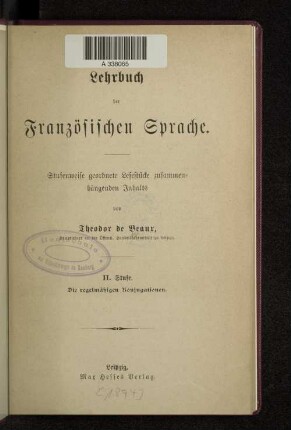 A 338055
Lehrbuch
der
Französischen Sprache.
Stufenweise geordnete Lesestücke zusammen-
hängenden Inhalts
von
Theodor de Beaux,
II. Stufe.
Die regelmäßigen Konjugationen.
Leipzig,
Max Hesses Verlag.